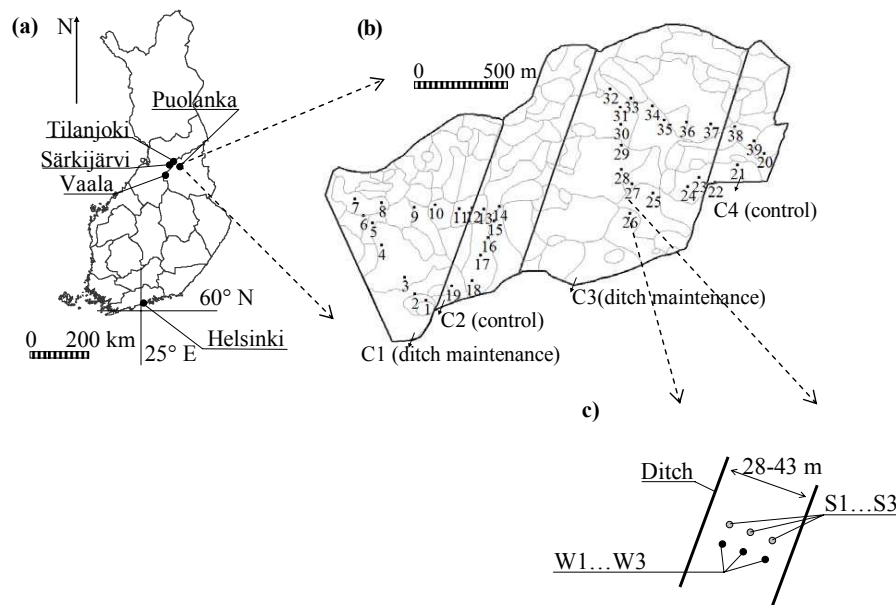 (a)
N
Puolanka
Tilanjoki
Särkijärvi
Vaala
60° N
Helsinki
0 200 km
25° E
(b)
0 500 m
32 33
31 34
30 35 36 37 38
29 39
20
28 27 23 21
25 24 22
26
C4 (control)
7 8
6 9 10 11 12 13 14
5 15
4 16
17
3
2 1 19 18
C3(ditch maintenance)
C2 (control)
C1 (ditch maintenance)
c)
28-43 m
Ditch
S1...S3
W1...W3